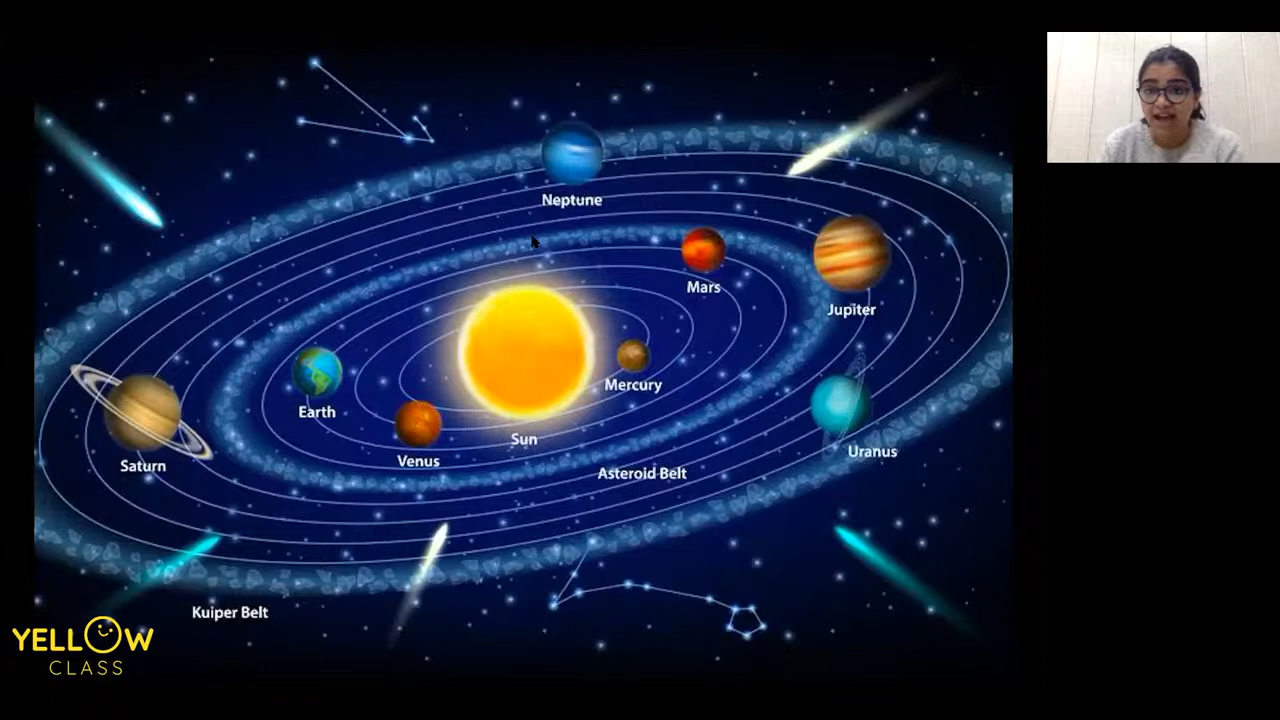 Neptune
Mars
Jupiter
Mercury
Earth
Sun
Venus
Saturn
Uranus
Asteroid Belt
Kuiper Belt
YELLOW
CLASS